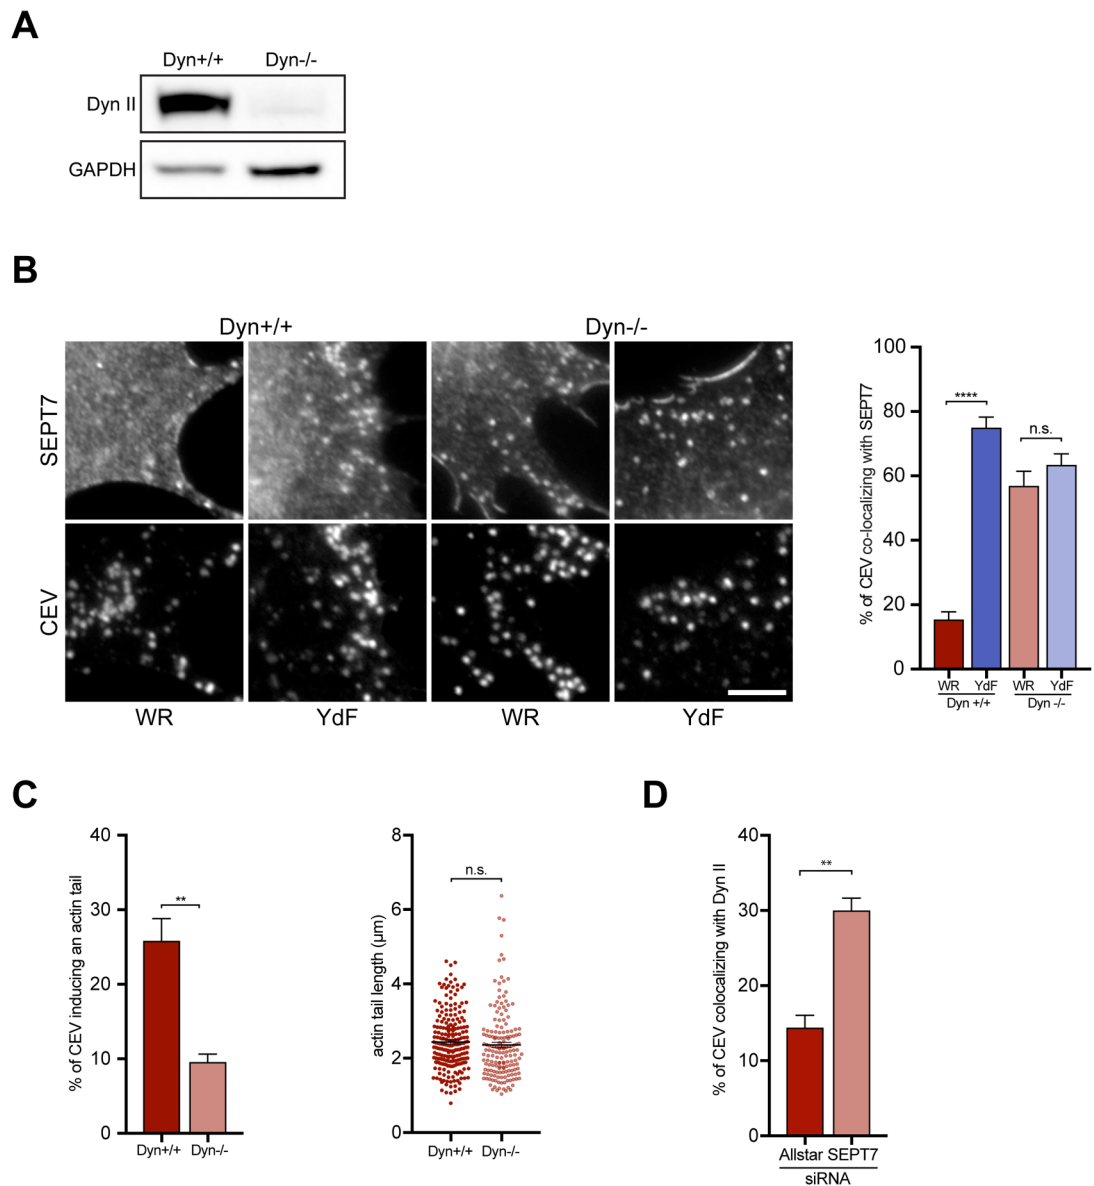 A
Dyn+/+ Dyn-/-
Dyn II
GAPDH
B
Dyn+/+ Dyn-/-
SEPT7
CEV
WR YdF WR YdF
% of CEV co-localizing with SEPT7
100
80
60
40
20
0
**** n.s.
WR YdF WR YdF
Dyn +/+ Dyn -/-
C
% of CEV inducing an actin tail
40
30
20
10
0
**
Dyn+/+ Dyn-/-
actin tail length (μm)
8
6
4
2
0
n.s.
Dyn+/+ Dyn-/-
D
% of CEV colocalizing with Dyn II
40
30
20
10
0
**
Allstar SEPT7
siRNA